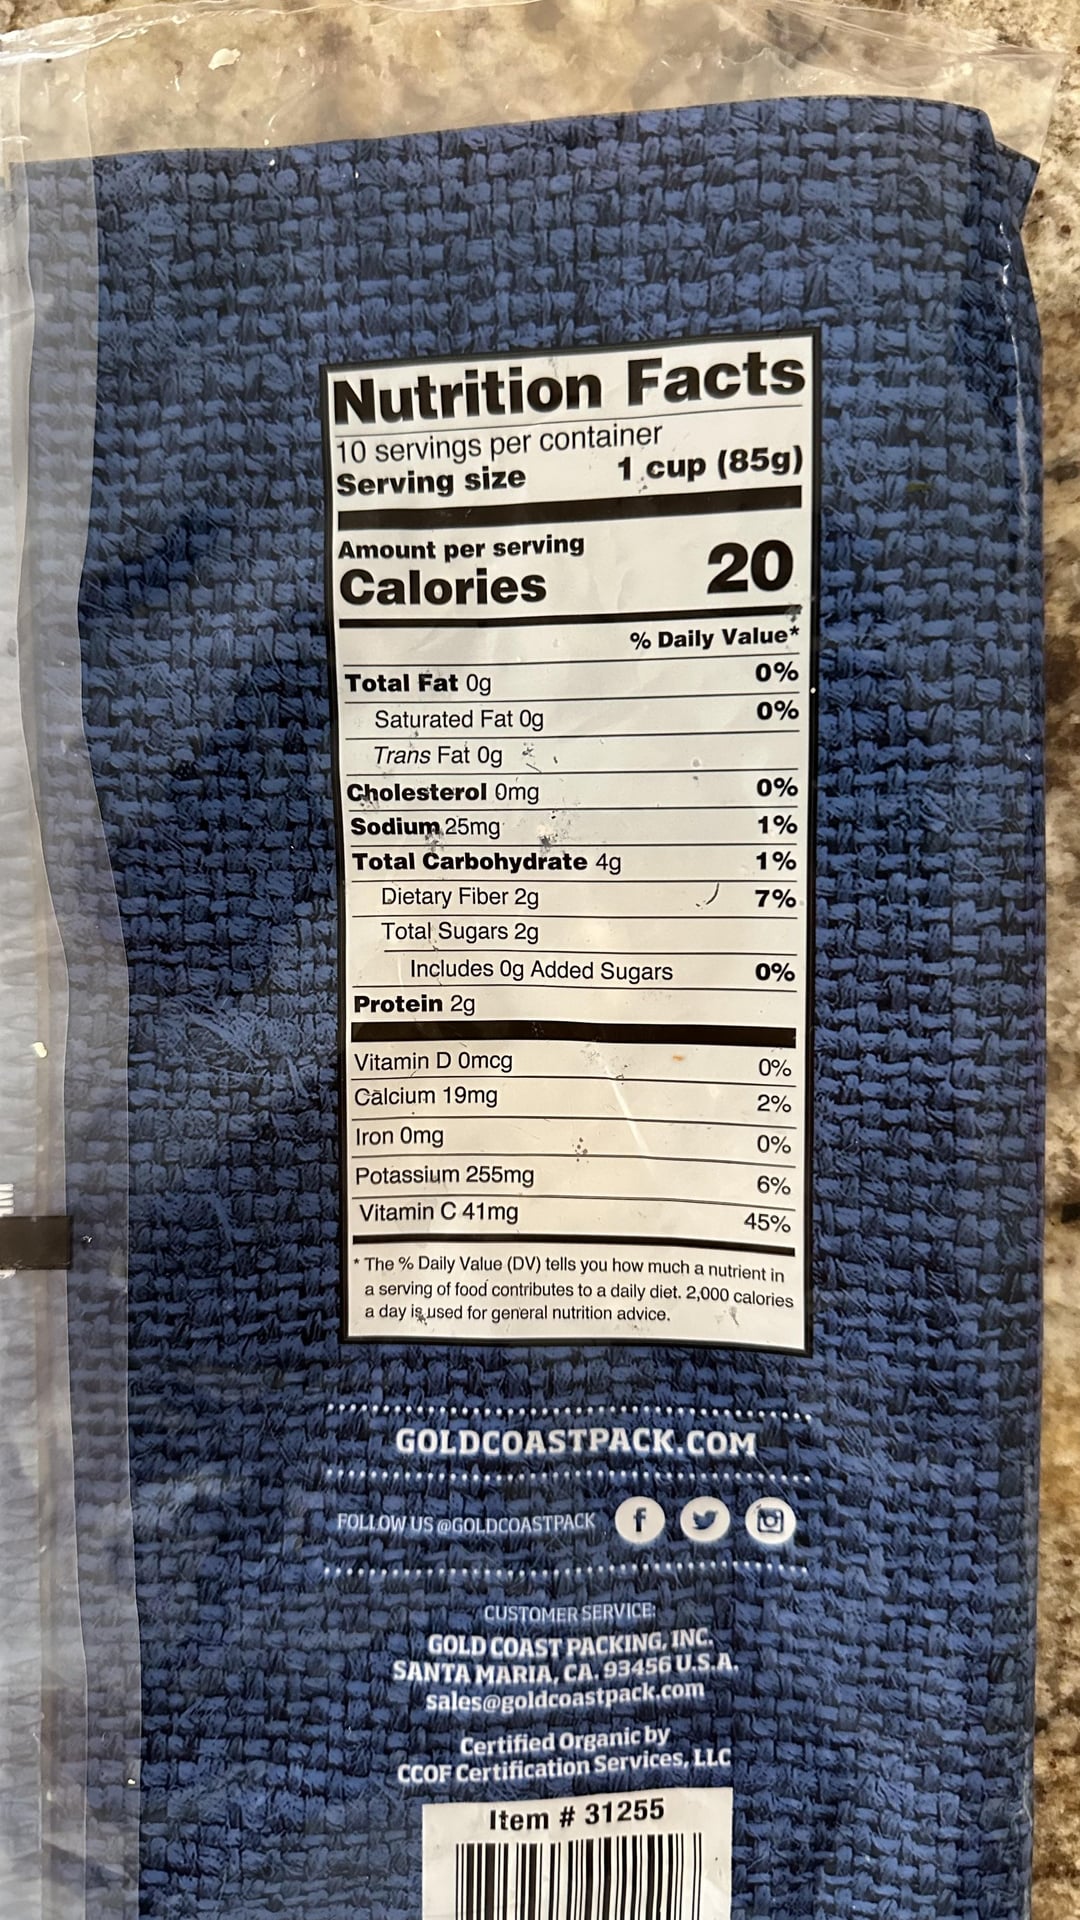 Nutrition Facts
10 servings per container
Serving size 1 cup (85g)
Amount per serving
Calories 20
% Daily Value*
Total Fat 0g 0%
Saturated Fat 0g 0%
Trans Fat 0g
Cholesterol 0mg 0%
Sodium 25mg 1%
Total Carbohydrate 4g 1%
Dietary Fiber 2g 7%
Total Sugars 2g
Includes 0g Added Sugars 0%
Protein 2g
Vitamin D 0mcg 0%
Calcium 19mg 2%
Iron 0mg 0%
Potassium 255mg 6%
Vitamin C 41mg 45%
* The % Daily Value (DV) tells you how much a nutrient in
a serving of food contributes to a daily diet. 2,000 calories
a day is used for general nutrition advice.
GOLDCOASTPACK.COM
FOLLOW US @GOLDCOASTPACK
CUSTOMER SERVICE:
GOLD COAST PACKING, INC.
SANTA MARIA, CA. 93456 U.S.A.
sales@goldcoastpack.com
Certified Organic by
CCOF Certification Services, LLC
Item # 31255